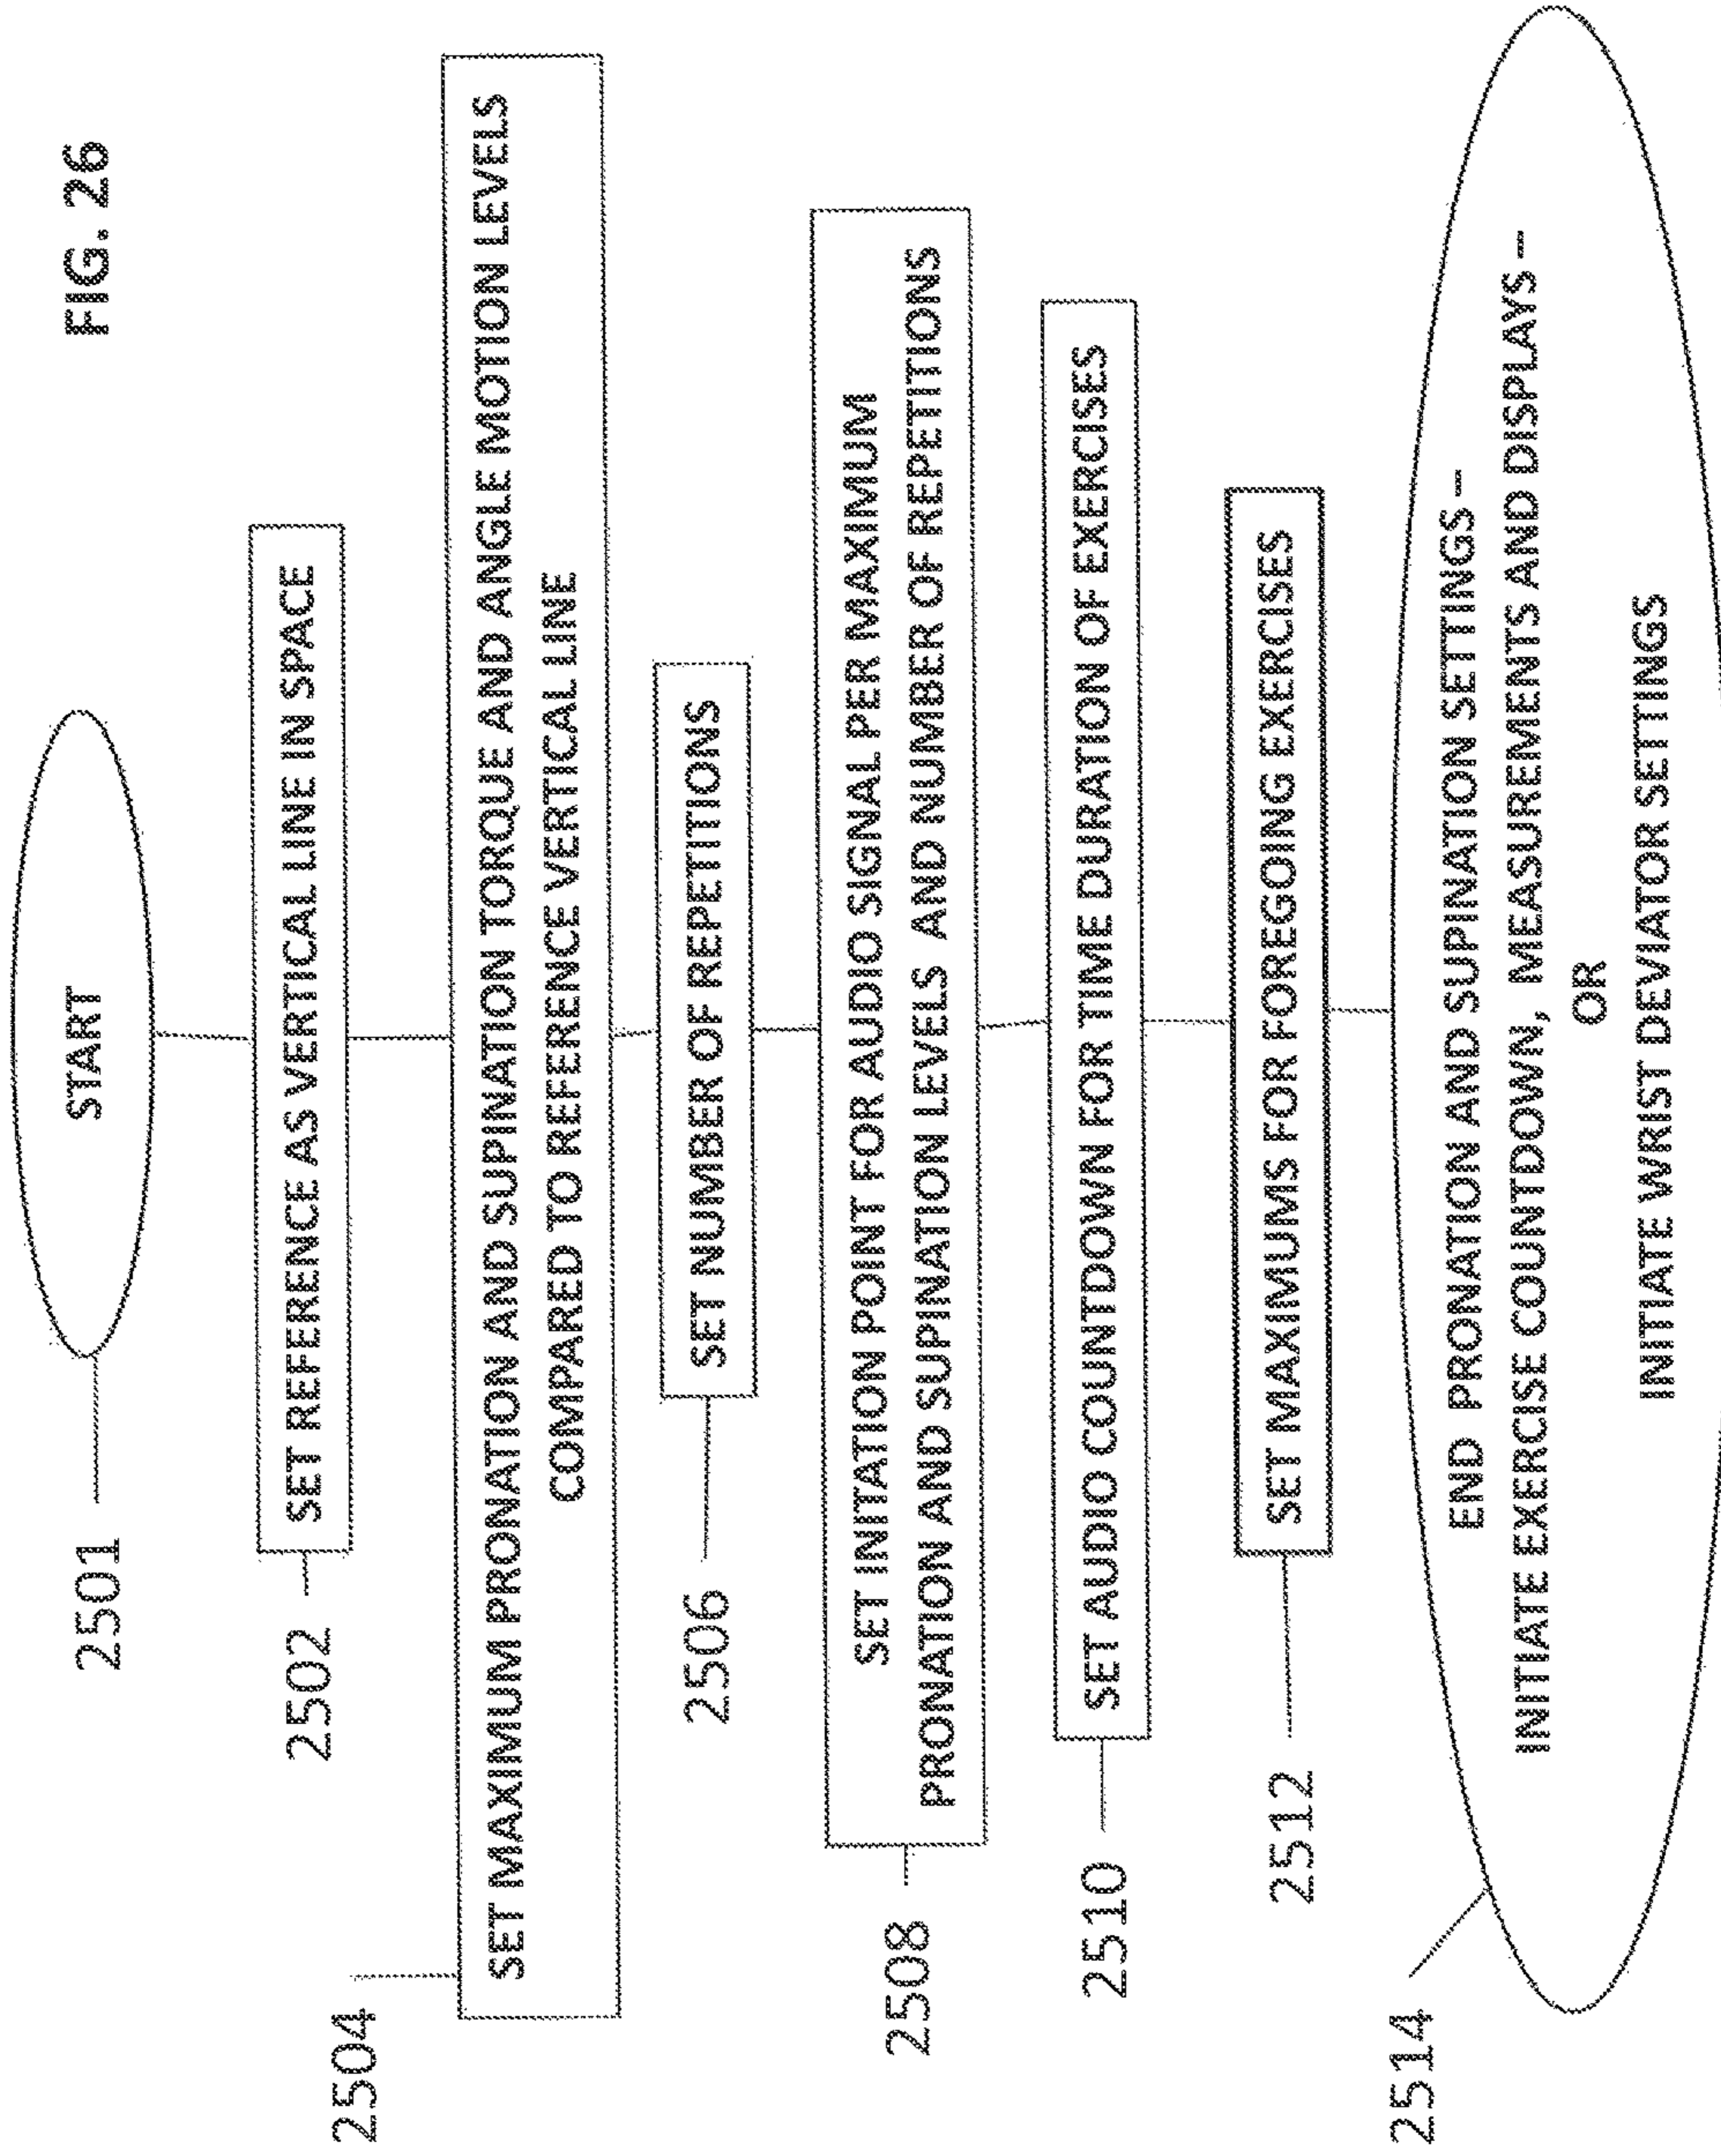 FIG. 26
START
2501
SET REFERENCE AS VERTICAL LINE IN SPACE
2502
SET MAXIMUM PRONATION AND SUPINATION TORQUE AND ANGLE MOTION LEVELS
COMPARED TO REFERENCE VERTICAL LINE
2504
SET NUMBER OF REPETITIONS
2506
SET INITATION POINT FOR AUDIO SIGNAL PER MAXIMUM
PRONATION AND SUPINATION LEVELS AND NUMBER OF REPETITIONS
2508
SET AUDIO COUNTDOWN FOR TIME DURATION OF EXERCISES
2510
SET MAXIMUMS FOR FOREGOING EXERCISES
2512
END PRONATION AND SUPINATION SETTINGS –
INITIATE EXERCISE COUNTDOWN, MEASUREMENTS AND DISPLAYS –
OR
INITIATE WRIST DEVIATOR SETTINGS
2514